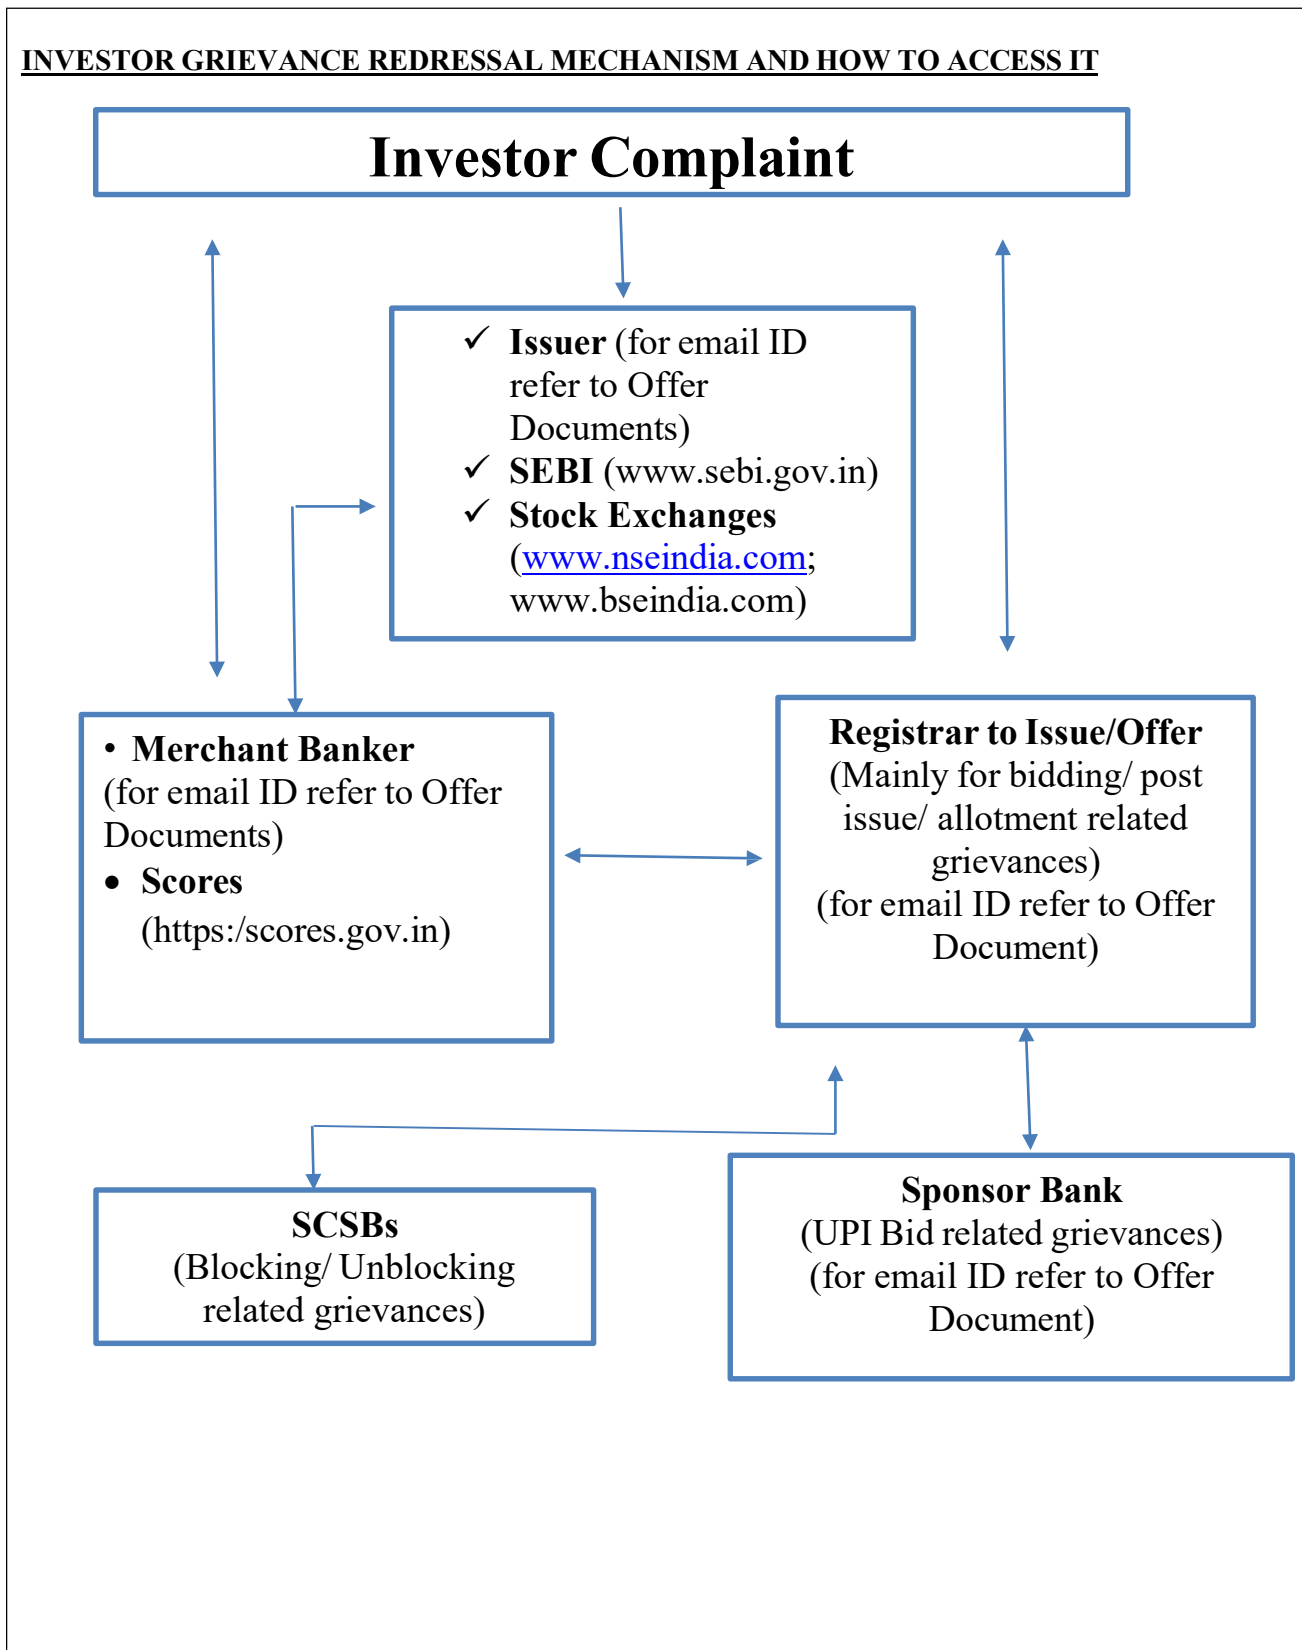 INVESTOR GRIEVANCE REDRESSAL MECHANISM AND HOW TO ACCESS IT
Investor Complaint
✓ Issuer (for email ID
refer to Offer
Documents)
✓ SEBI (www.sebi.gov.in)
✓ Stock Exchanges
(www.nseindia.com;
www.bseindia.com)
• Merchant Banker
(for email ID refer to Offer
Documents)
• Scores
(https:/scores.gov.in)
Registrar to Issue/Offer
(Mainly for bidding/ post
issue/ allotment related
grievances)
(for email ID refer to Offer
Document)
SCSBs
(Blocking/ Unblocking
related grievances)
Sponsor Bank
(UPI Bid related grievances)
(for email ID refer to Offer
Document)